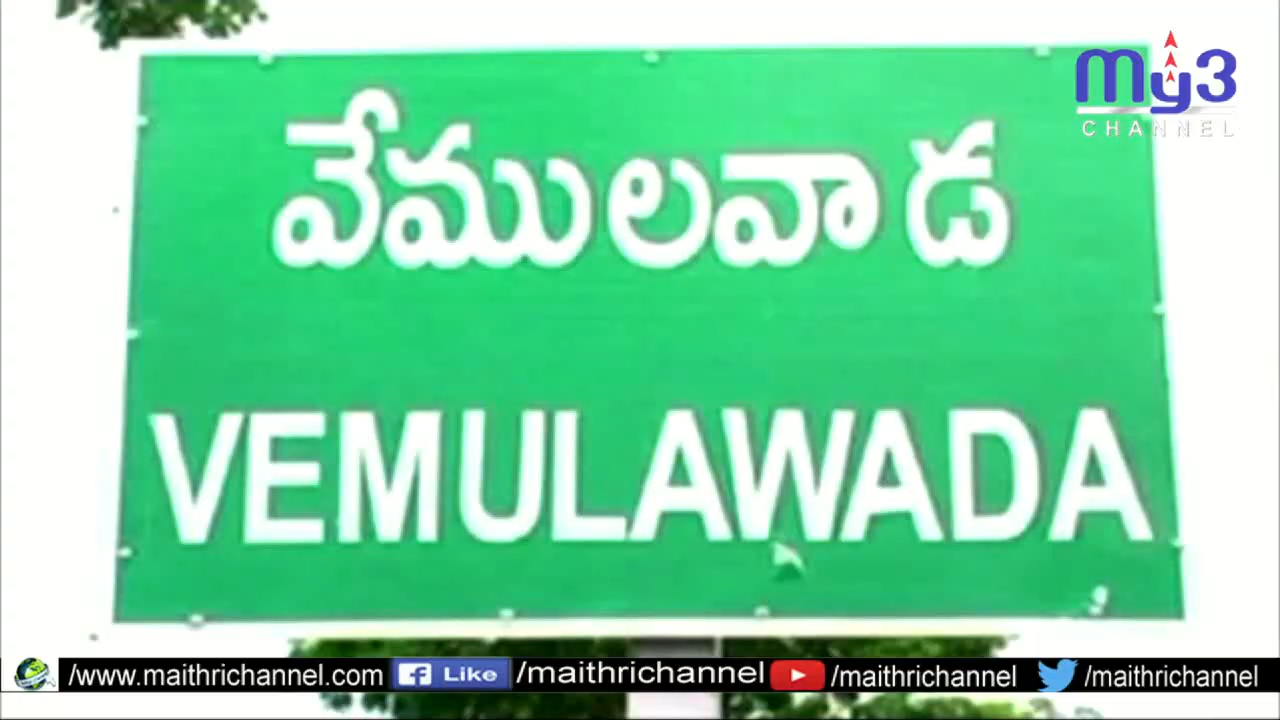 My3
CHANNEL
వేములవాడ
VEMULAWADA
/www.maithrichannel.com Like /maithrichannel /maithrichannel /maithrichannel